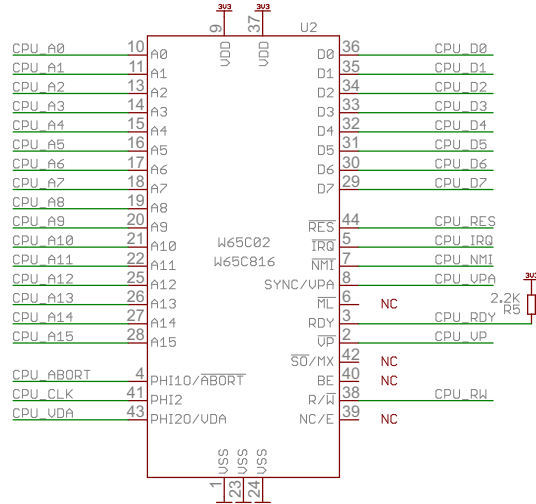 3V3 3V3
9 37 U2
VDD VDD
CPU_A0 10 A0 D0 36 CPU_D0
CPU_A1 11 A1 D1 35 CPU_D1
CPU_A2 13 A2 D2 34 CPU_D2
CPU_A3 14 A3 D3 33 CPU_D3
CPU_A4 15 A4 D4 32 CPU_D4
CPU_A5 16 A5 D5 31 CPU_D5
CPU_A6 17 A6 D6 30 CPU_D6
CPU_A7 18 A7 D7 29 CPU_D7
CPU_A8 19 A8
CPU_A9 20 A9 RES 44 CPU_RES
CPU_A10 21 A10 W65C02 IRQ 5 CPU_IRQ
CPU_A11 22 A11 W65C816 NMI 7 CPU_NMI
CPU_A12 25 A12 SYNC/VPA 8 CPU_VPA 3V3
CPU_A13 26 A13 ML 6 NC 2.2K
CPU_A14 27 A14 RDY 3 CPU_RDY R5
CPU_A15 28 A15 VP 2 CPU_VP
SO/MX 42 NC
CPU_ABORT 4 PHI1O/ABORT BE 40 NC
CPU_CLK 41 PHI2 R/W 38 CPU_RW
CPU_VDA 43 PHI2O/VDA NC/E 39 NC
VSS VSS VSS
1 23 24